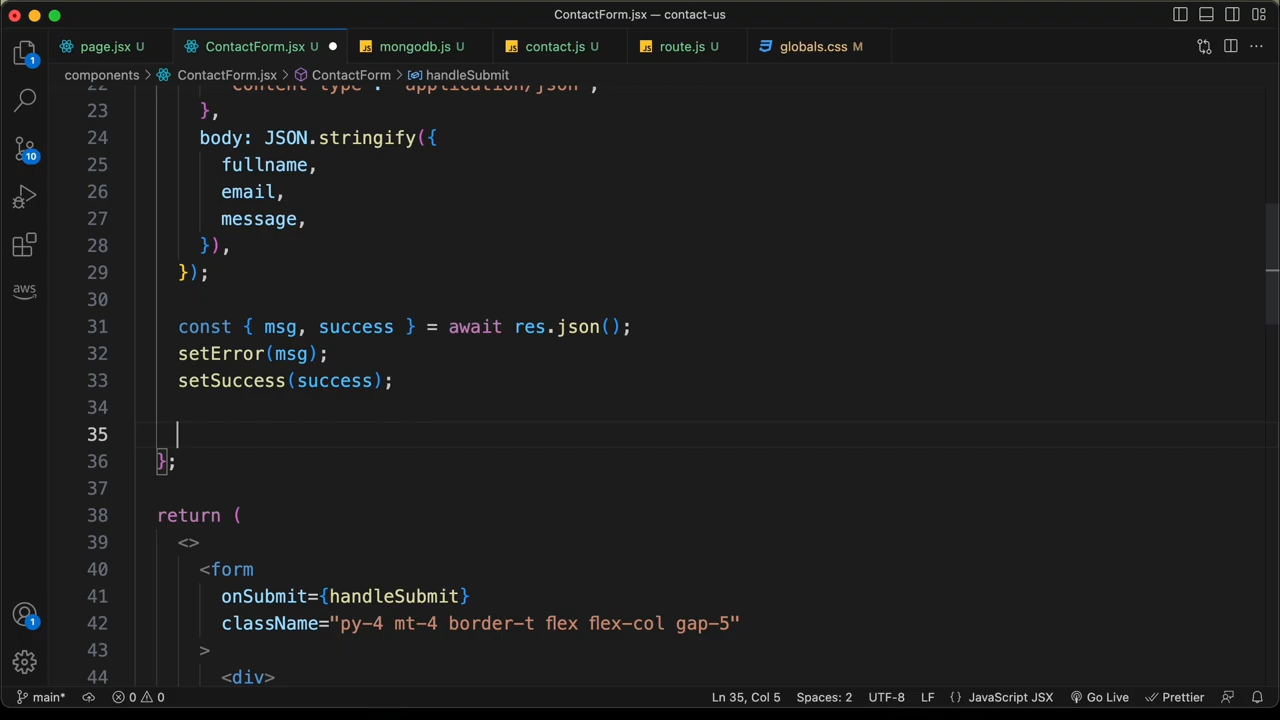 ContactForm.jsx — contact-us
page.jsx U
ContactForm.jsx U
mongodb.js U
contact.js U
route.js U
globals.css M
components > ContactForm.jsx > ContactForm > handleSubmit
22 "Content-type": "application/json",
23 },
24 body: JSON.stringify({
25 fullname,
26 email,
27 message,
28 }),
29 });
30
31 const { msg, success } = await res.json();
32 setError(msg);
33 setSuccess(success);
34
35
36 };
37
38 return (
39 <>
40 <form
41 onSubmit={handleSubmit}
42 className="py-4 mt-4 border-t flex flex-col gap-5"
43 >
44 <div>
1
10
aws
1
main*
0 0
Ln 35, Col 5
Spaces: 2
UTF-8
LF
{} JavaScript JSX
Go Live
Prettier